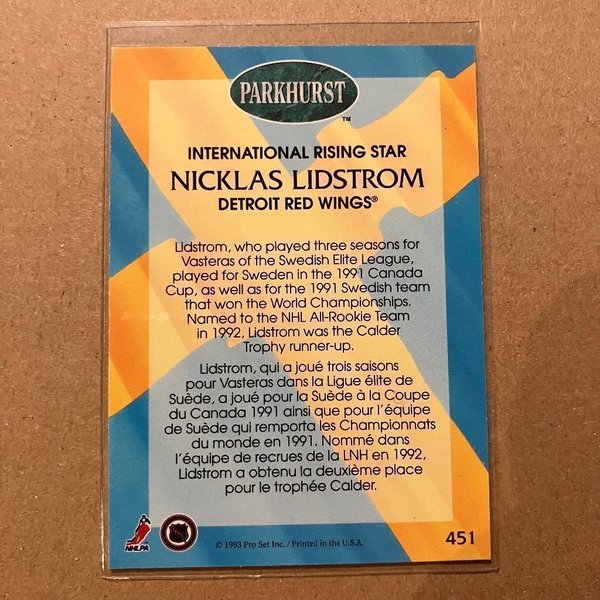 PARKHURST
TM
INTERNATIONAL RISING STAR
NICKLAS LIDSTROM
DETROIT RED WINGS®
Lidstrom, who played three seasons for
Vasteras of the Swedish Elite League,
played for Sweden in the 1991 Canada
Cup, as well as for the 1991 Swedish team
that won the World Championships.
Named to the NHL All-Rookie Team
in 1992, Lidstrom was the Calder
Trophy runner-up.
Lidstrom, qui a joué trois saisons
pour Vasteras dans la Ligue élite de
Suède, a joué pour la Suède à la Coupe
du Canada 1991 ainsi que pour l'équipe
de Suède qui remporta les Championnats
du monde en 1991. Nommé dans
l'équipe de recrues de la LNH en 1992,
Lidstrom a obtenu la deuxième place
pour le trophée Calder.
NHLPA
© 1993 Pro Set Inc. / Printed in the U.S.A.
451